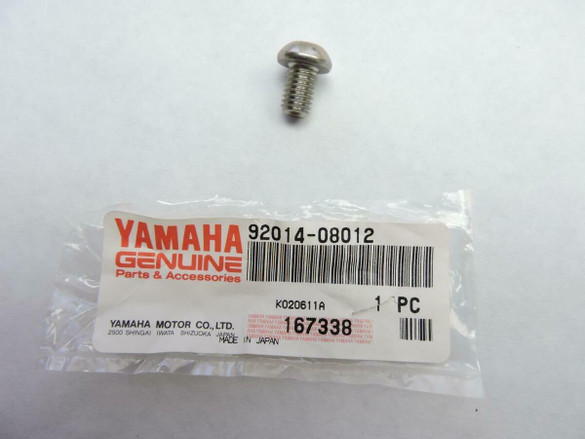 YAMAHA
GENUINE
Parts & Accessories
92014-08012
K020611A
1 PC
167338
YAMAHA MOTOR CO.,LTD.
2500 SHINGAI IWATA SHIZUOKA JAPAN
MADE IN JAPAN